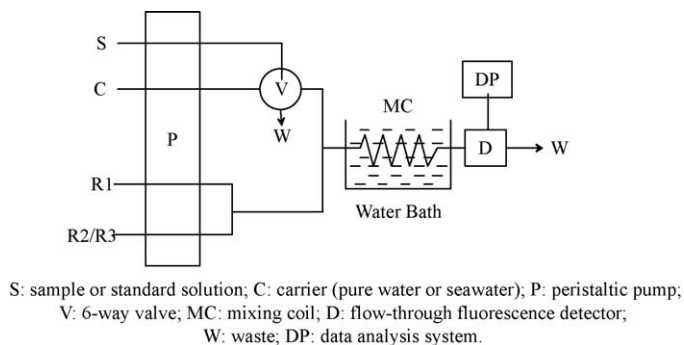 S
C
P
V
W
R1
R2/R3
MC
Water Bath
DP
D
W
S: sample or standard solution; C: carrier (pure water or seawater); P: peristaltic pump;
V: 6-way valve; MC: mixing coil; D: flow-through fluorescence detector;
W: waste; DP: data analysis system.